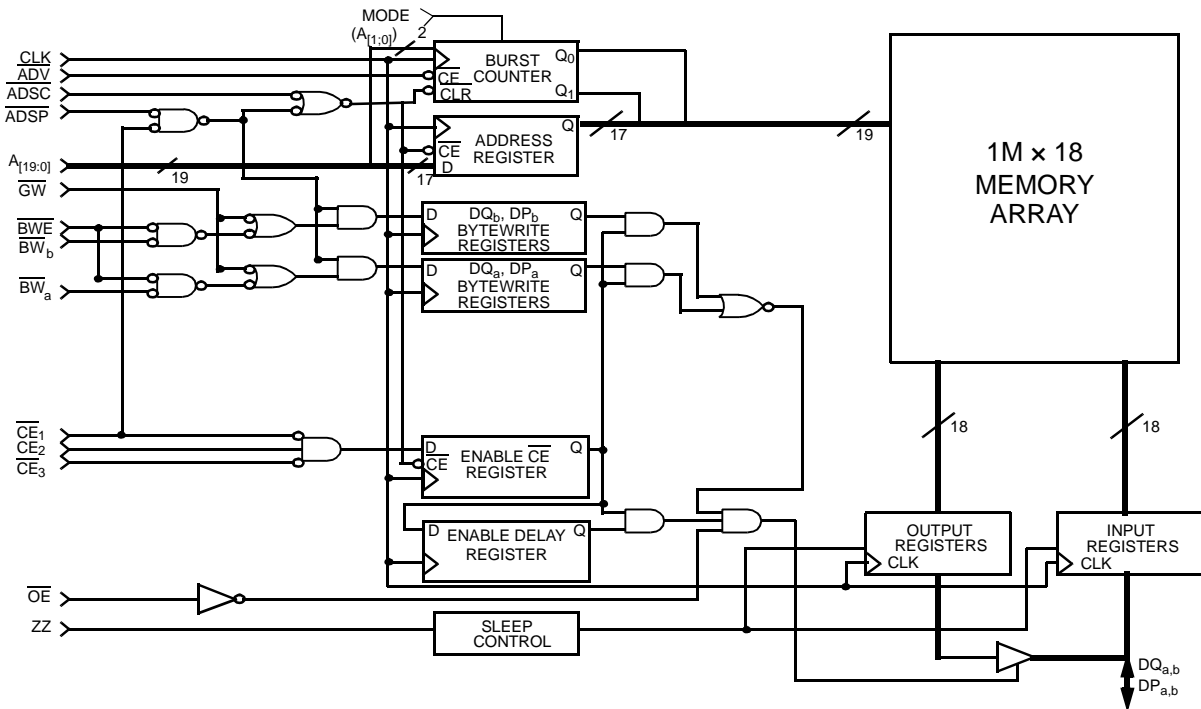 MODE
(A[1;0])
2
CLK
ADV
ADSC
ADSP
A[19:0]
19
GW
BWE
BWb
BWa
CE1
CE2
CE3
OE
ZZ
BURST
COUNTER
CE
CLR
Q0
Q1
ADDRESS
REGISTER
CE
D
Q
17
17
19
DQb, DPb
BYTEWRITE
REGISTERS
D
Q
DQa, DPa
BYTEWRITE
REGISTERS
D
Q
ENABLE CE
REGISTER
D
CE
Q
ENABLE DELAY
REGISTER
D
Q
SLEEP
CONTROL
1M × 18
MEMORY
ARRAY
18
18
OUTPUT
REGISTERS
CLK
INPUT
REGISTERS
CLK
DQa,b
DPa,b